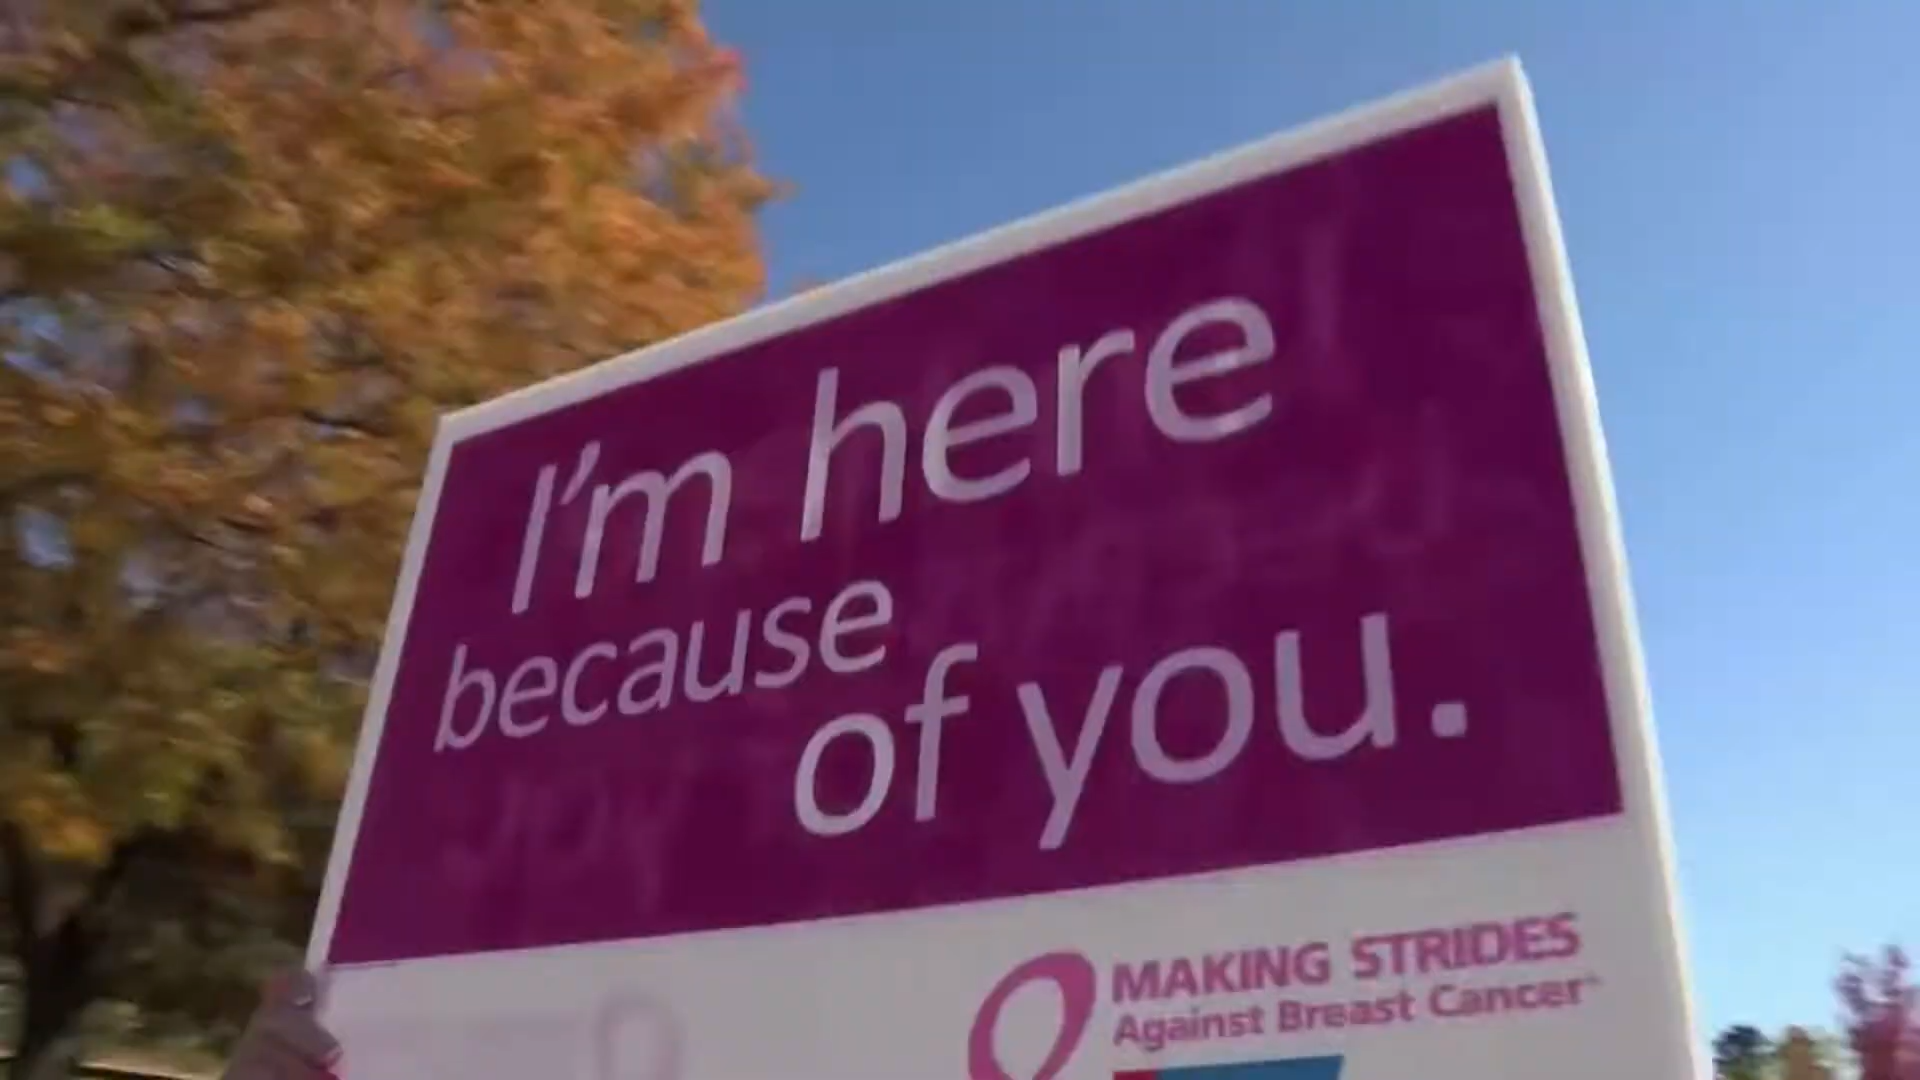 I'm here
because
of you.
MAKING STRIDES
Against Breast Cancer